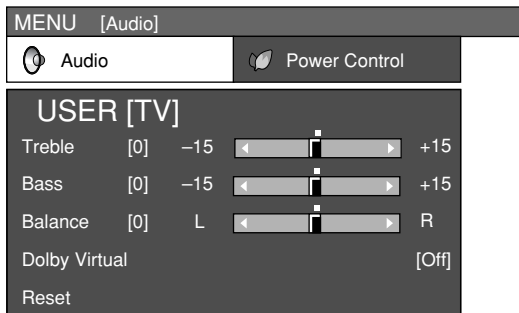 MENU [Audio]
Audio Power Control
USER [TV]
Treble [0] –15 +15
Bass [0] –15 +15
Balance [0] L R
Dolby Virtual [Off]
Reset